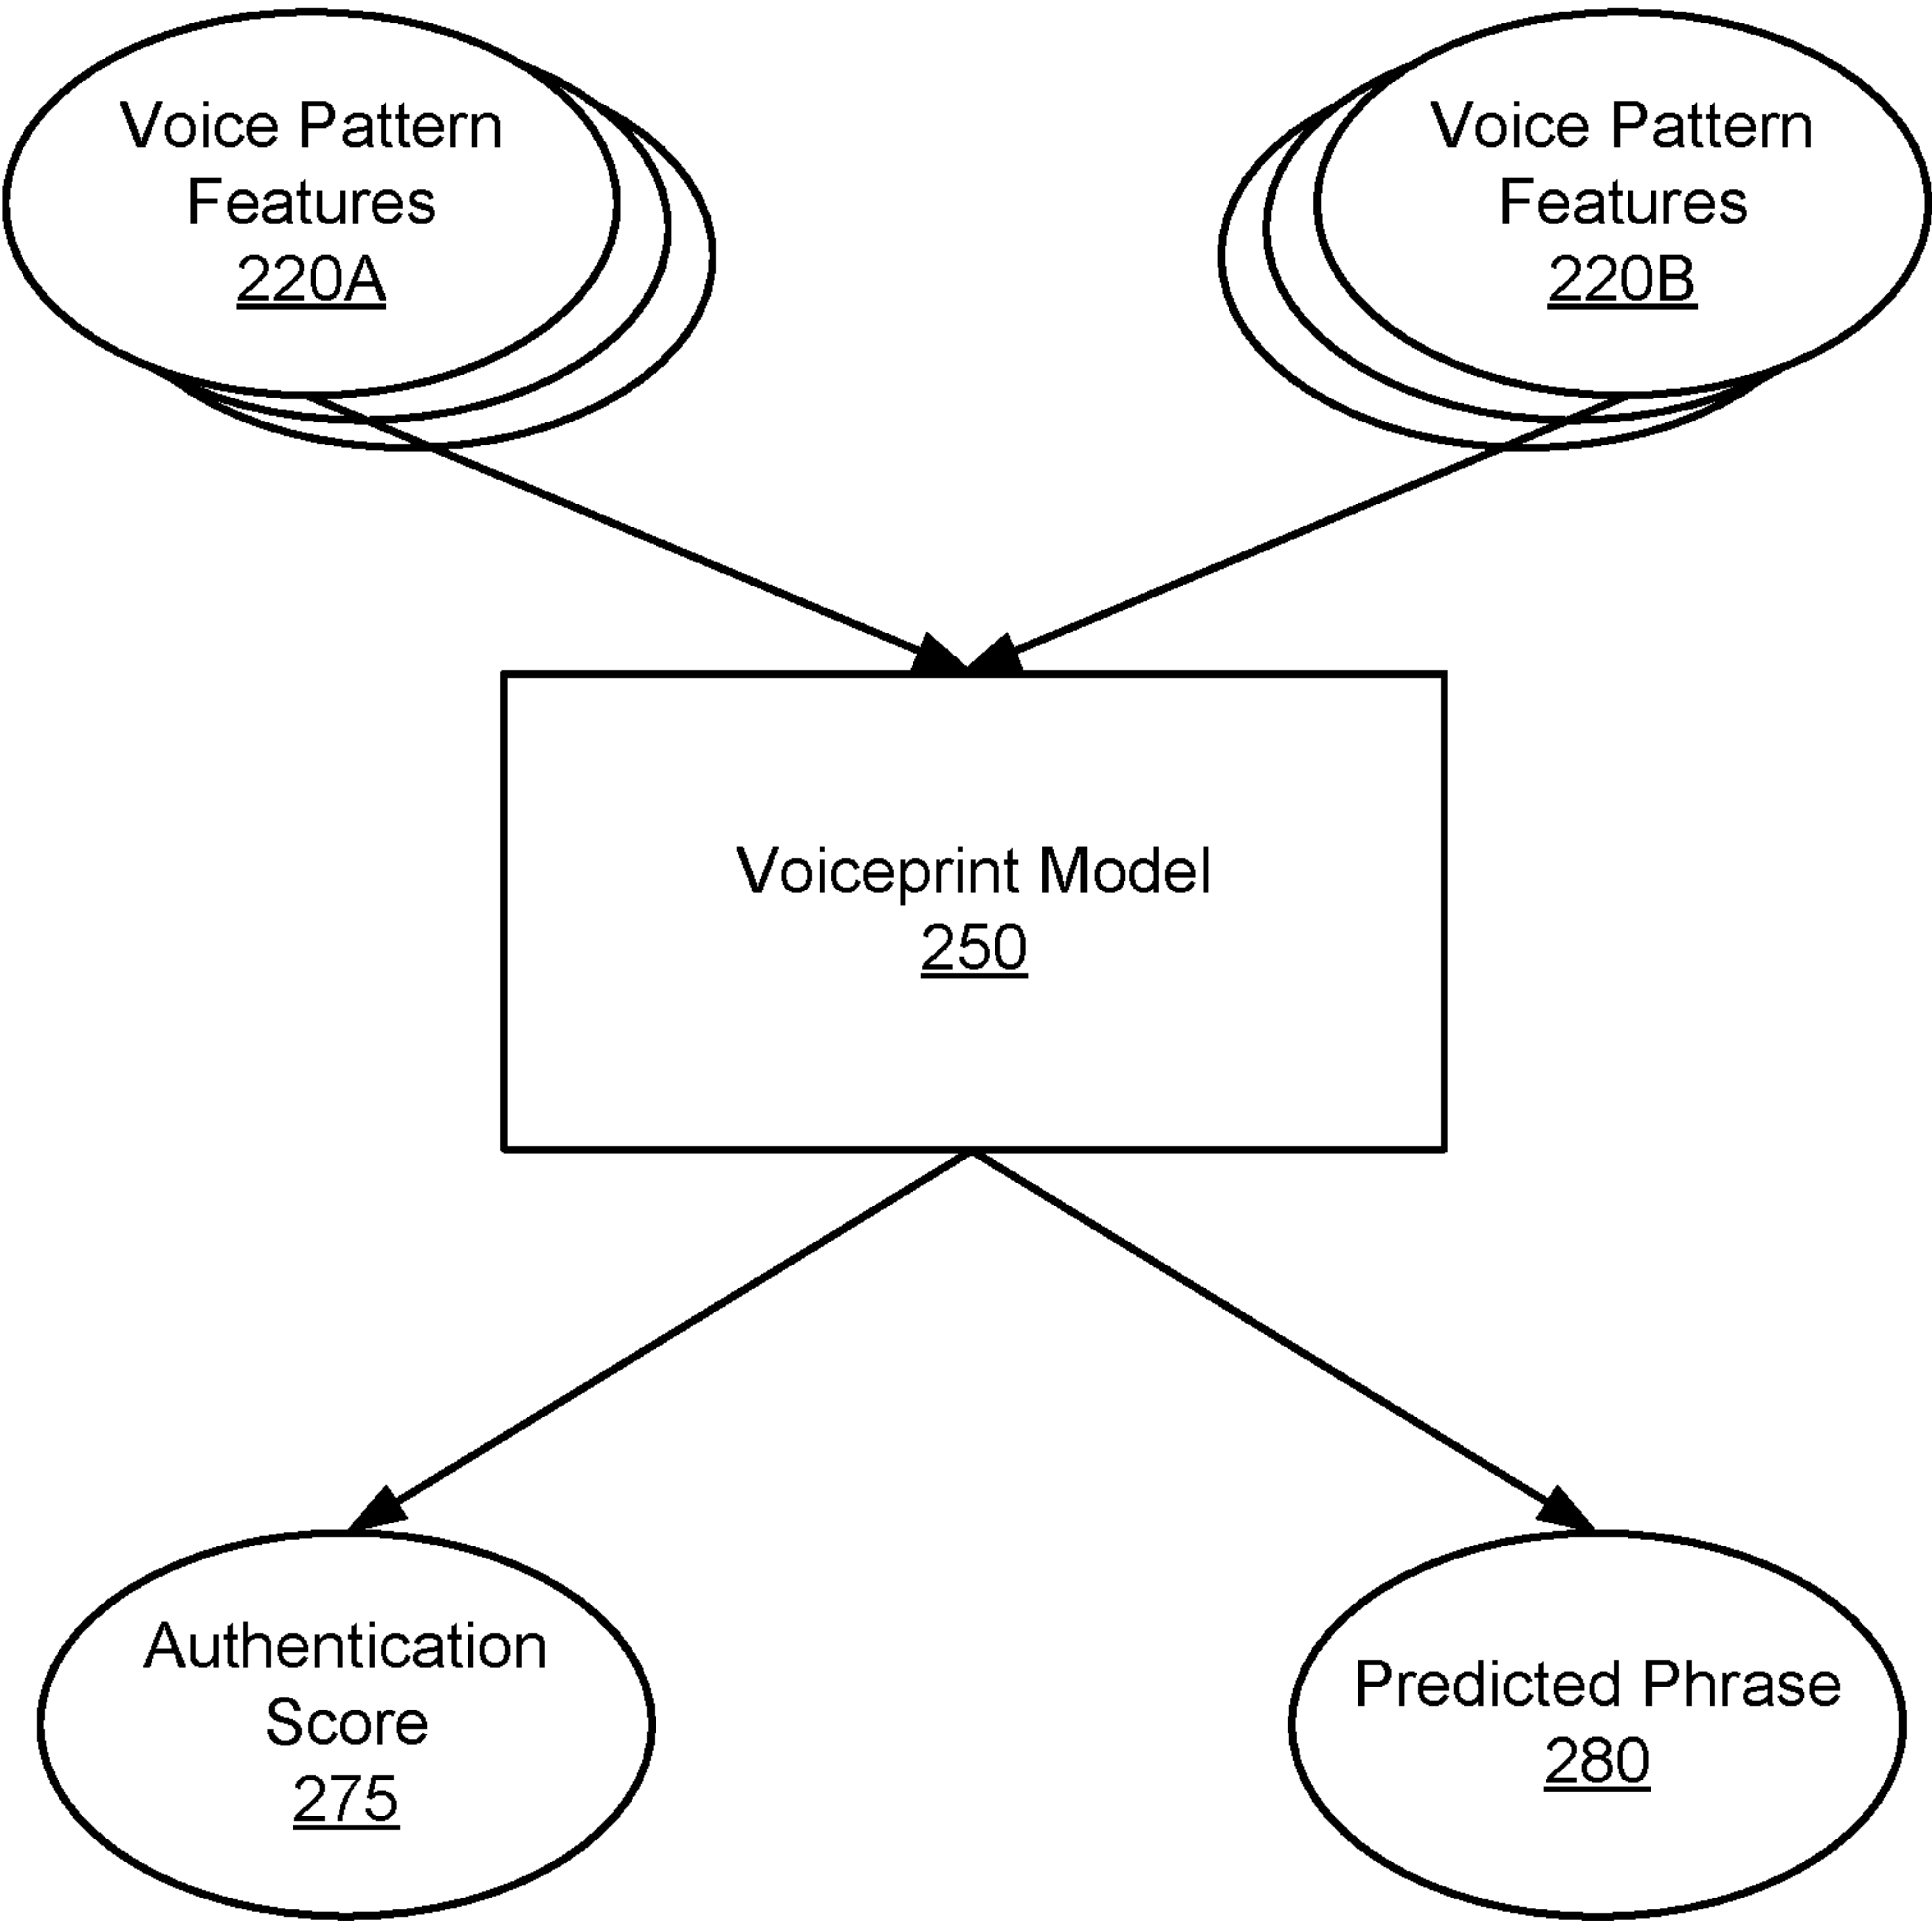 Voice Pattern
Features
220A
Voice Pattern
Features
220B
Voiceprint Model
250
Authentication
Score
275
Predicted Phrase
280